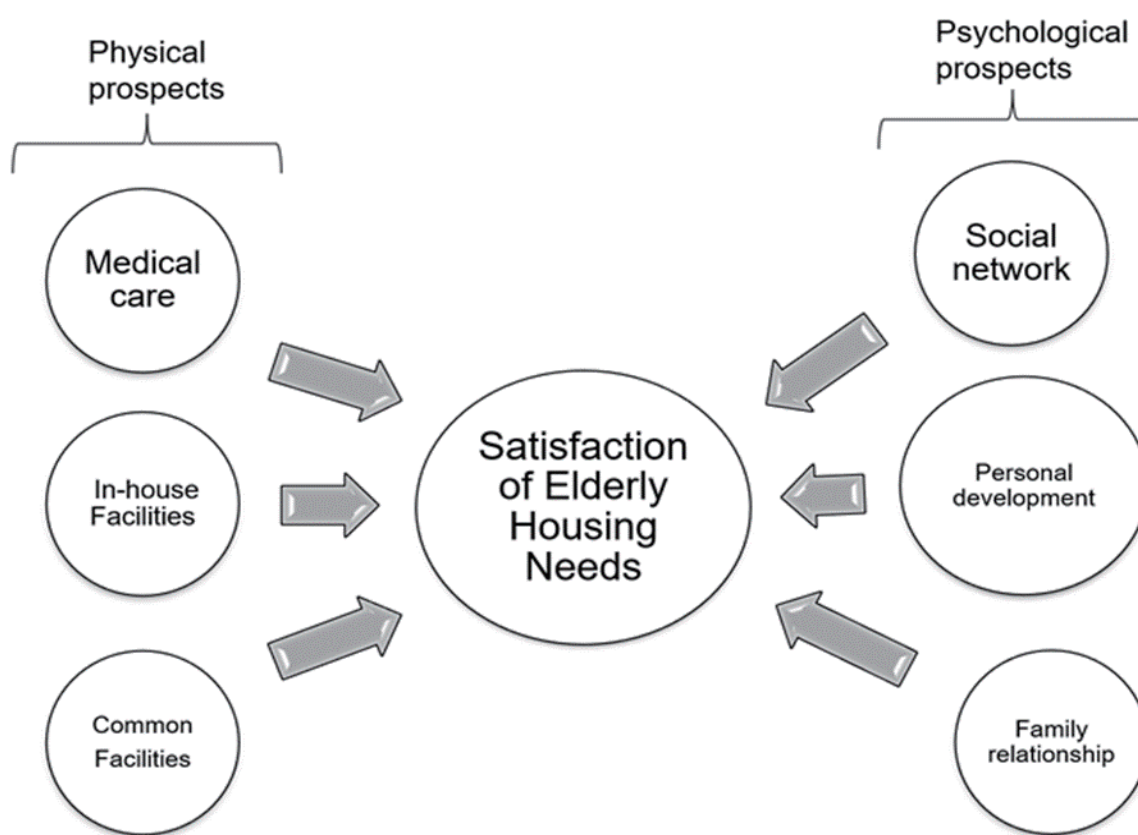 Physical
prospects
Medical
care
In-house
Facilities
Common
Facilities
Satisfaction
of Elderly
Housing
Needs
Psychological
prospects
Social
network
Personal
development
Family
relationship